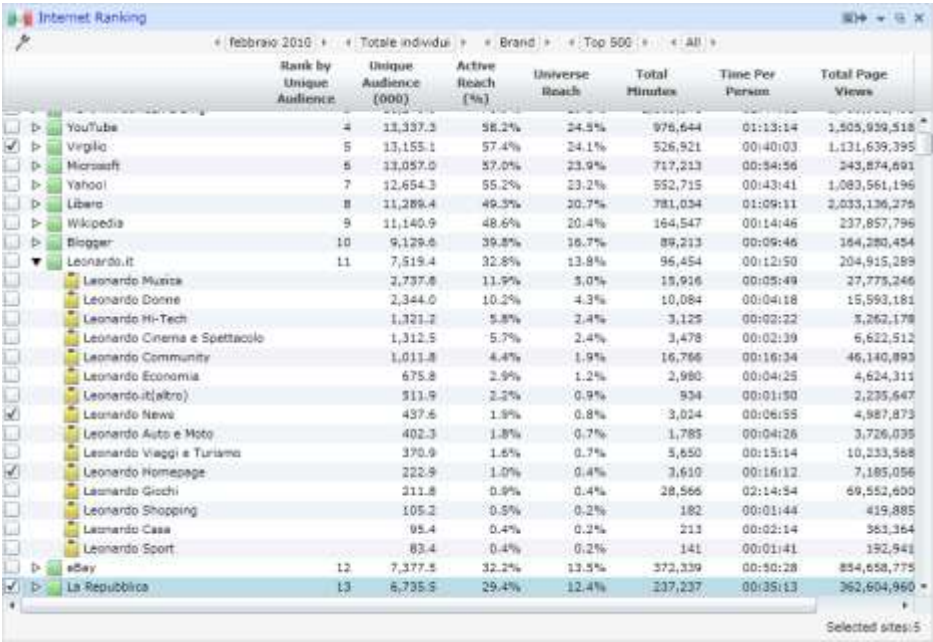 Internet Ranking
febbraio 2010 Totale individui Brand Top 500 All
Rank by Unique Audience Unique Audience (000) Active Reach (%) Universe Reach Total Minutes Time Per Person Total Page Views
YouTube 4 13,337.3 58.2% 24.5% 976,644 01:13:14 1,505,939,518
Virgilio 5 13,155.1 57.4% 24.1% 526,921 00:40:03 1,131,639,395
Microsoft 6 13,057.0 57.0% 23.9% 717,213 00:54:56 243,874,691
Yahoo! 7 12,654.3 55.2% 23.2% 552,715 00:43:41 1,083,561,196
Libero 8 11,289.4 49.3% 20.7% 781,034 01:09:11 2,033,136,276
Wikipedia 9 11,140.9 48.6% 20.4% 164,547 00:14:46 237,857,796
Blogger 10 9,129.6 39.8% 16.7% 89,213 00:09:46 164,280,454
Leonardo.it 11 7,519.4 32.8% 13.8% 96,454 00:12:50 204,915,289
Leonardo Musica 2,737.8 11.9% 5.0% 15,916 00:05:49 27,775,246
Leonardo Donne 2,344.0 10.2% 4.3% 10,084 00:04:18 15,593,181
Leonardo Hi-Tech 1,321.2 5.8% 2.4% 3,125 00:02:22 5,262,178
Leonardo Cinema e Spettacolo 1,312.5 5.7% 2.4% 3,478 00:02:39 6,622,512
Leonardo Community 1,011.8 4.4% 1.9% 16,766 00:16:34 46,140,893
Leonardo Economia 675.8 2.9% 1.2% 2,980 00:04:25 4,624,311
Leonardo.it(altro) 511.9 2.2% 0.9% 934 00:01:50 2,235,647
Leonardo News 437.6 1.9% 0.8% 3,024 00:06:55 4,987,873
Leonardo Auto e Moto 402.3 1.8% 0.7% 1,785 00:04:26 3,726,035
Leonardo Viaggi e Turismo 370.9 1.6% 0.7% 5,650 00:15:14 10,233,568
Leonardo Homepage 222.9 1.0% 0.4% 3,610 00:16:12 7,185,056
Leonardo Giochi 211.8 0.9% 0.4% 28,566 02:14:54 69,552,600
Leonardo Shopping 105.2 0.5% 0.2% 182 00:01:44 419,885
Leonardo Casa 95.4 0.4% 0.2% 213 00:02:14 363,364
Leonardo Sport 83.4 0.4% 0.2% 141 00:01:41 192,941
eBay 12 7,377.5 32.2% 13.5% 372,339 00:50:28 854,658,775
La Repubblica 13 6,735.5 29.4% 12.4% 237,237 00:35:13 362,604,960
Selected sites:5